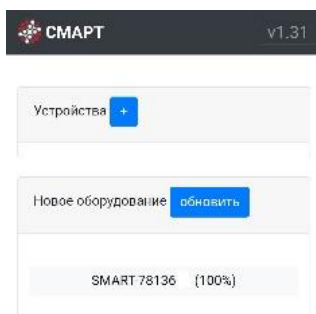 СМАРТ v1.31
Устройства +
Новое оборудование обновить
SMART-78136 (100%)